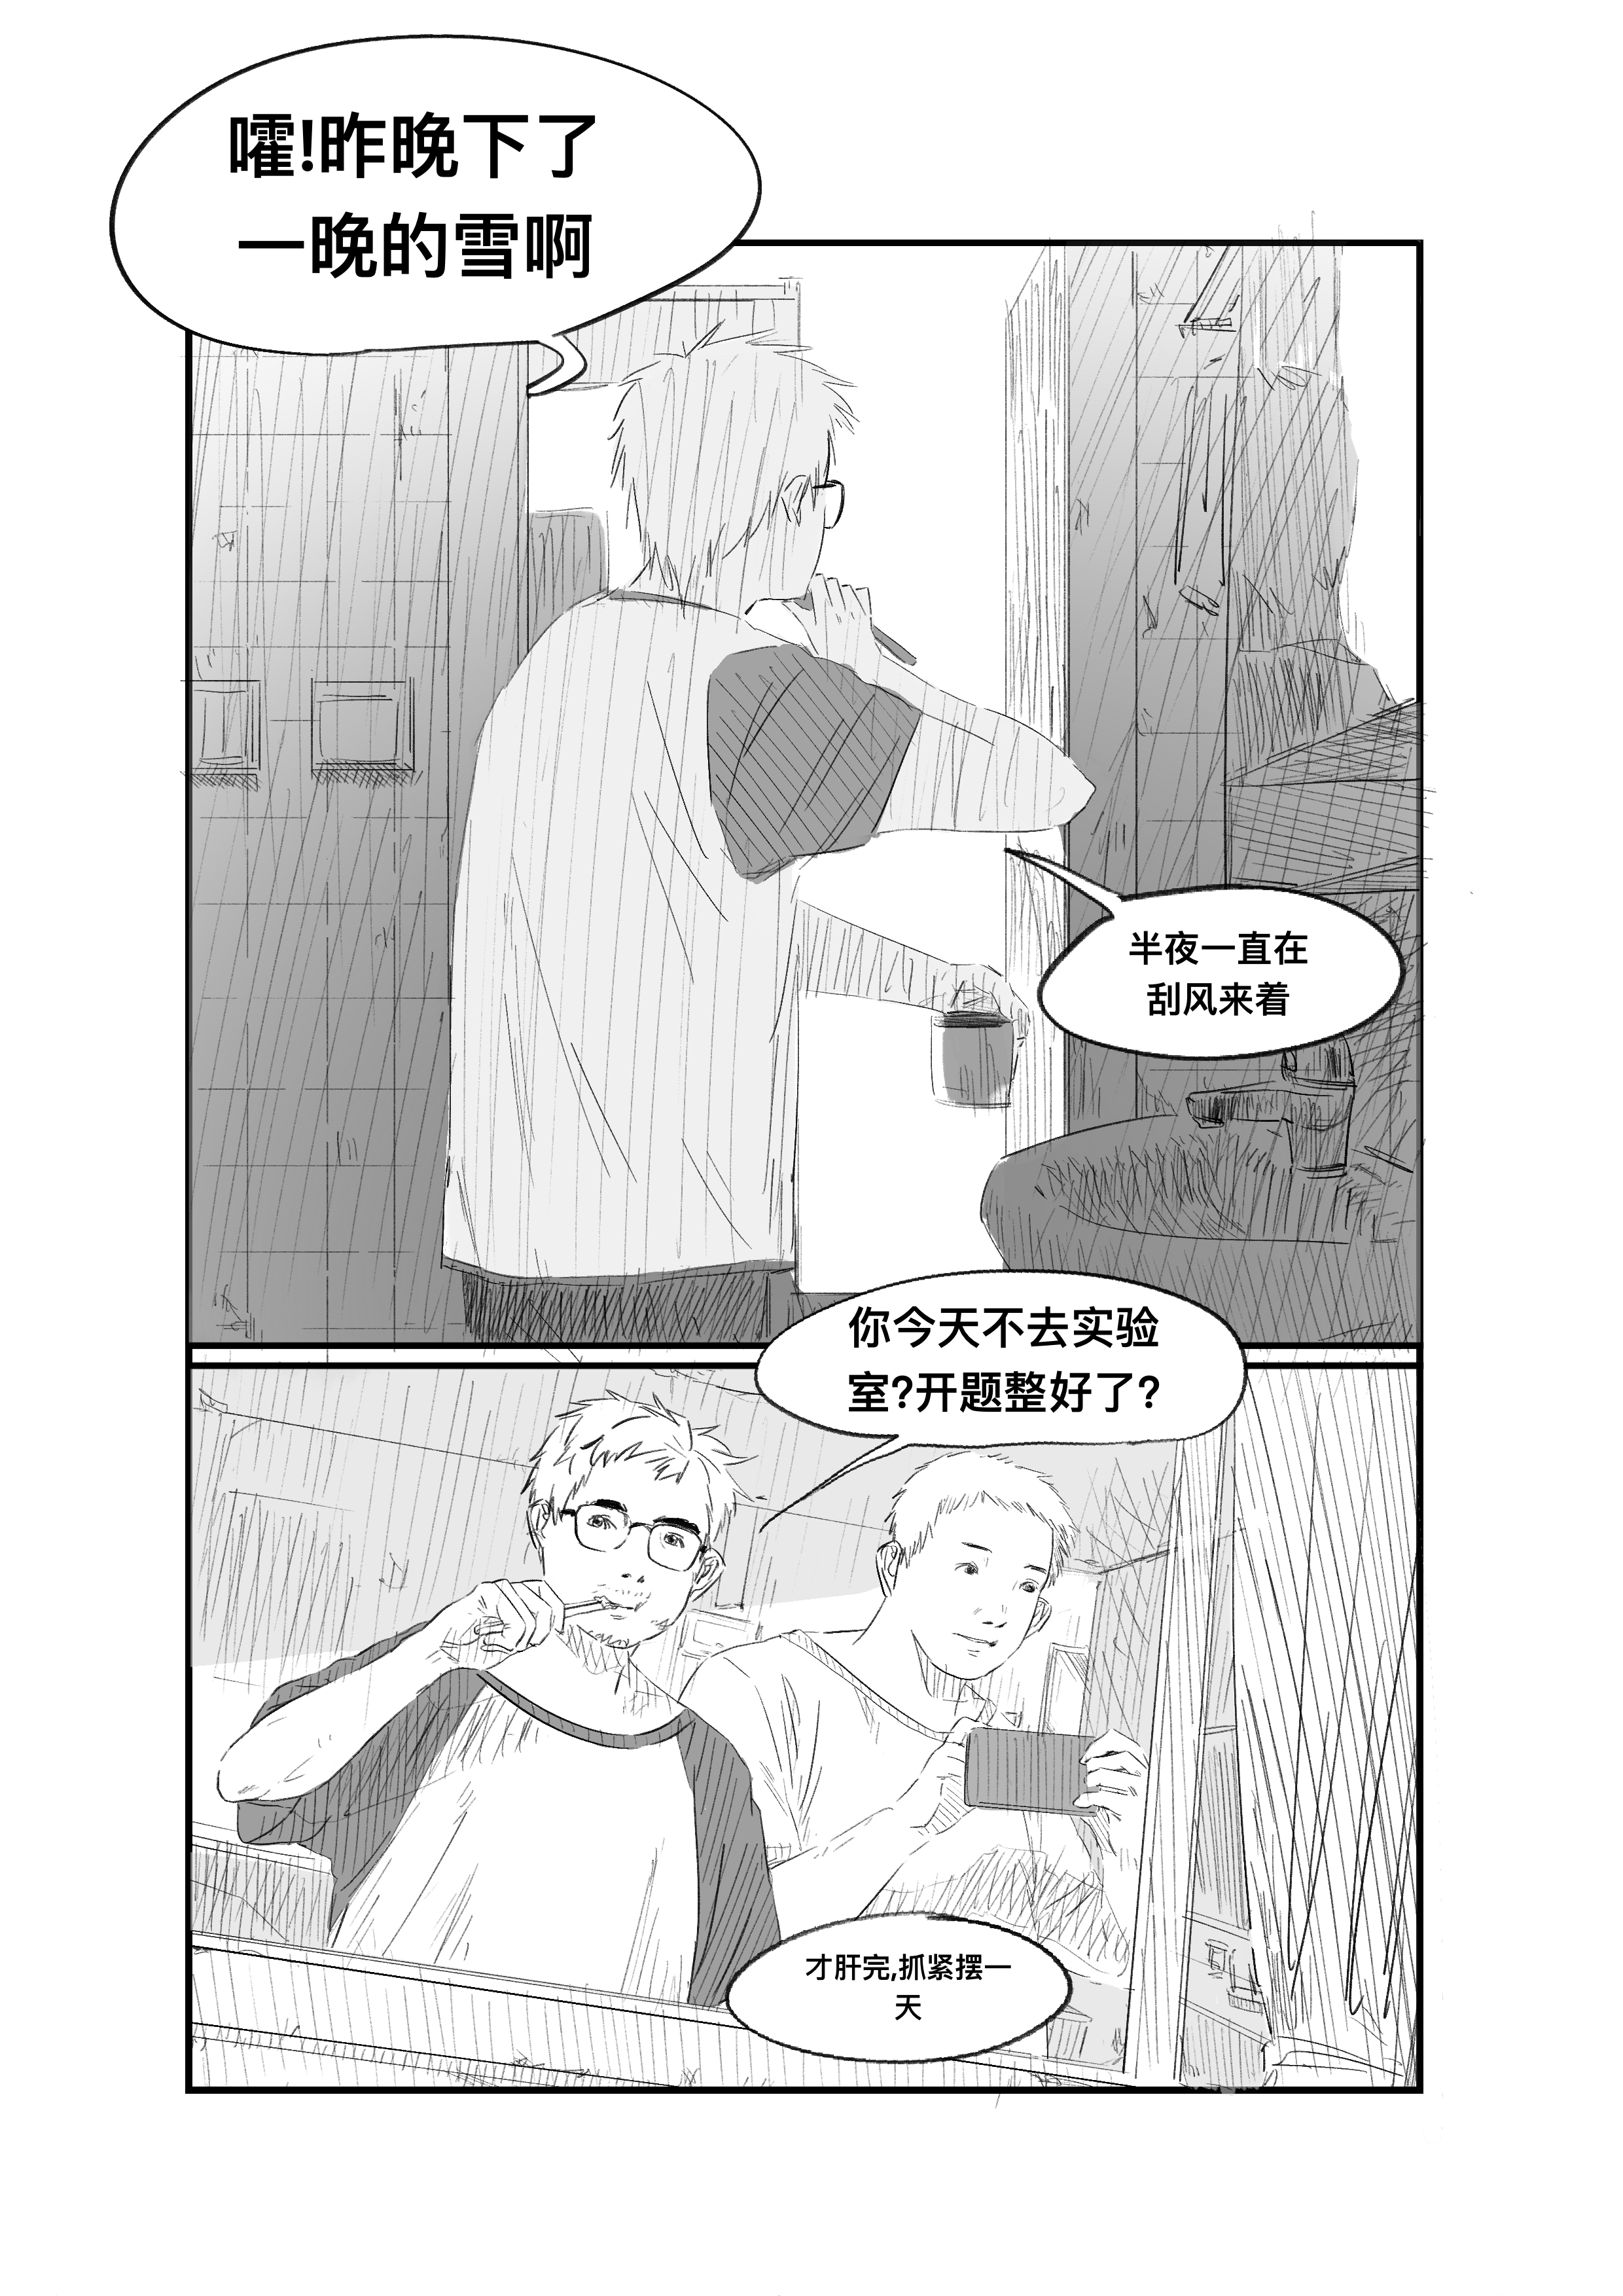 嚯!昨晚下了
一晚的雪啊
半夜一直在
刮风来着
你今天不去实验
室?开题整好了?
才肝完,抓紧摆一
天